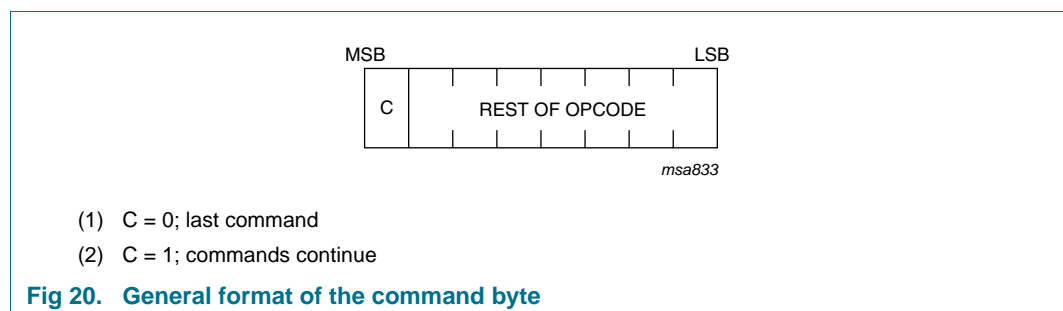 MSB LSB
C REST OF OPCODE
msa833
(1) C = 0; last command
(2) C = 1; commands continue
Fig 20. General format of the command byte